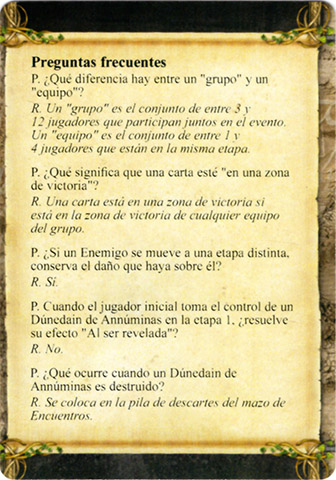 Preguntas frecuentes
P. ¿Qué diferencia hay entre un "grupo" y un
"equipo"?
R. Un "grupo" es el conjunto de entre 3 y
12 jugadores que participan juntos en el evento.
Un "equipo" es el conjunto de entre 1 y
4 jugadores que están en la misma etapa.
P. ¿Qué significa que una carta esté "en una zona
de victoria"?
R. Una carta está en una zona de victoria si
está en la zona de victoria de cualquier equipo
del grupo.
P. ¿Si un Enemigo se mueve a una etapa distinta,
conserva el daño que haya sobre él?
R. Sí.
P. Cuando el jugador inicial toma el control de un
Dúnedain de Annúminas en la etapa 1, ¿resuelve
su efecto "Al ser revelada"?
R. No.
P. ¿Qué ocurre cuando un Dúnedain de
Annúminas es destruido?
R. Se coloca en la pila de descartes del mazo de
Encuentros.